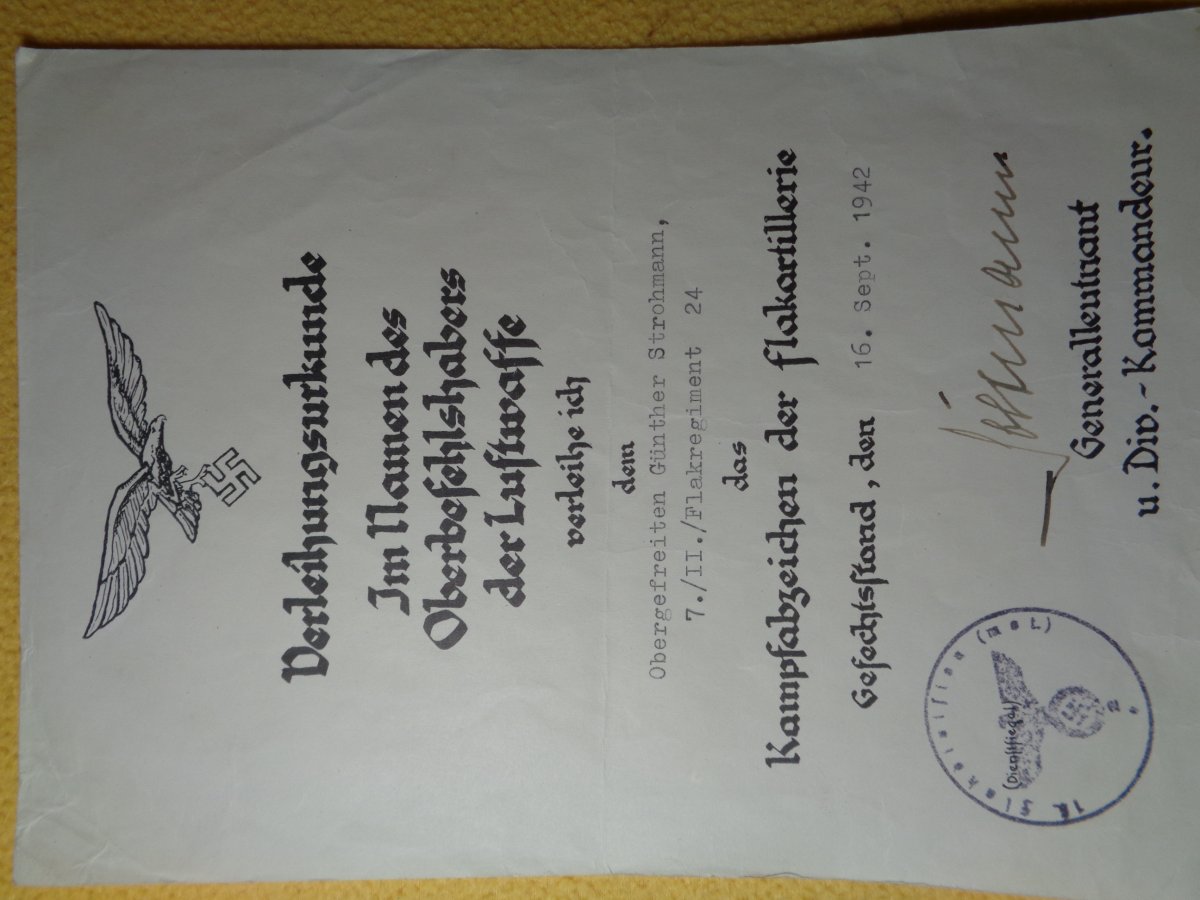 Verleihungsurkunde
Im Namen des
Oberbefehlshabers
der Luftwaffe
verleihe ich
dem
Obergefreiten Günther Strohmann,
7./II./Flakregiment 24
das
Kampfabzeichen der Flakartillerie
Gefechtsstand, den 16. Sept. 1942
Generalleutnant
u. Div.-Kommandeur.
(Dienstsiegel)